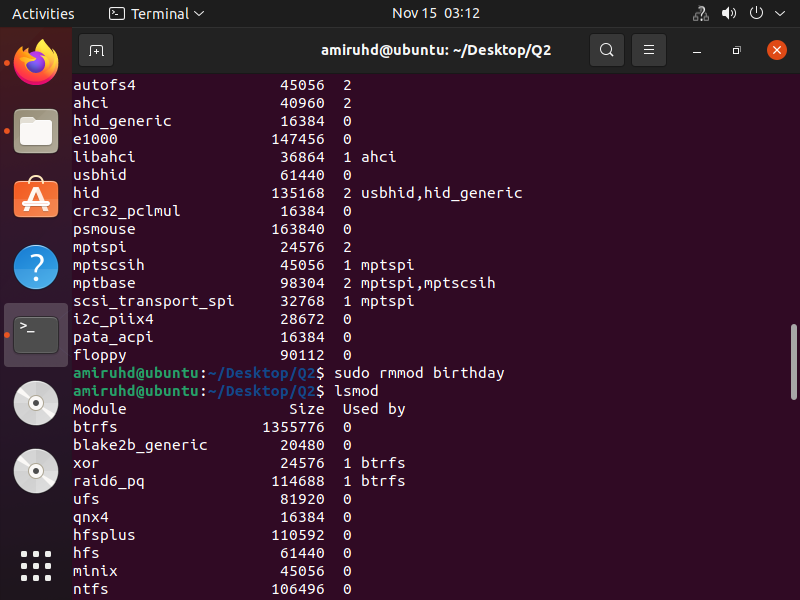 Activities Terminal Nov 15 03:12
amiruhd@ubuntu: ~/Desktop/Q2
autofs4 45056 2
ahci 40960 2
hid_generic 16384 0
e1000 147456 0
libahci 36864 1 ahci
usbhid 61440 0
hid 135168 2 usbhid,hid_generic
crc32_pclmul 16384 0
psmouse 163840 0
mptspi 24576 2
mptscsih 45056 1 mptspi
mptbase 98304 2 mptspi,mptscsih
scsi_transport_spi 32768 1 mptspi
i2c_piix4 28672 0
pata_acpi 16384 0
floppy 90112 0
amiruhd@ubuntu:~/Desktop/Q2$ sudo rmmod birthday
amiruhd@ubuntu:~/Desktop/Q2$ lsmod
Module Size Used by
btrfs 1355776 0
blake2b_generic 20480 0
xor 24576 1 btrfs
raid6_pq 114688 1 btrfs
ufs 81920 0
qnx4 16384 0
hfsplus 110592 0
hfs 61440 0
minix 45056 0
ntfs 106496 0